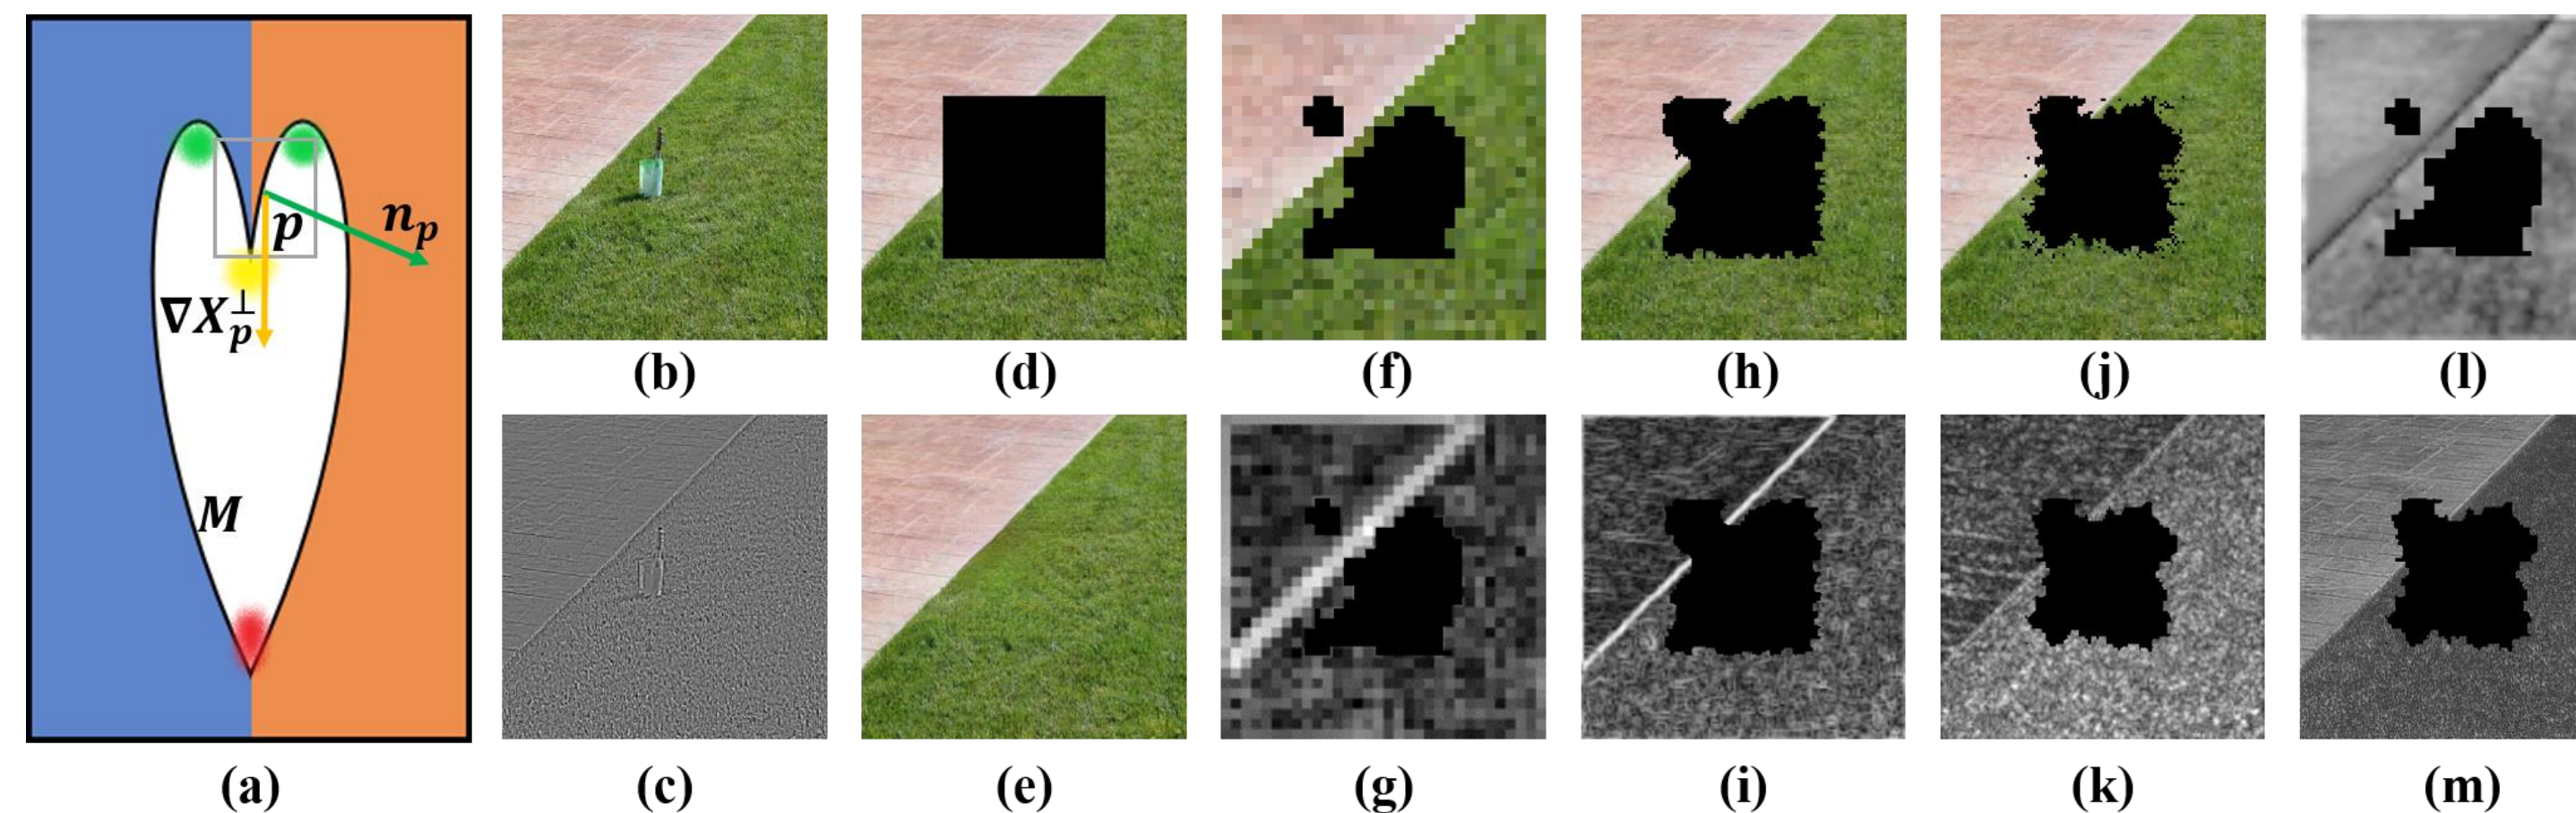 p
n_p
∇X_p^⊥
M
(b)
(d)
(f)
(h)
(j)
(l)
(a)
(c)
(e)
(g)
(i)
(k)
(m)